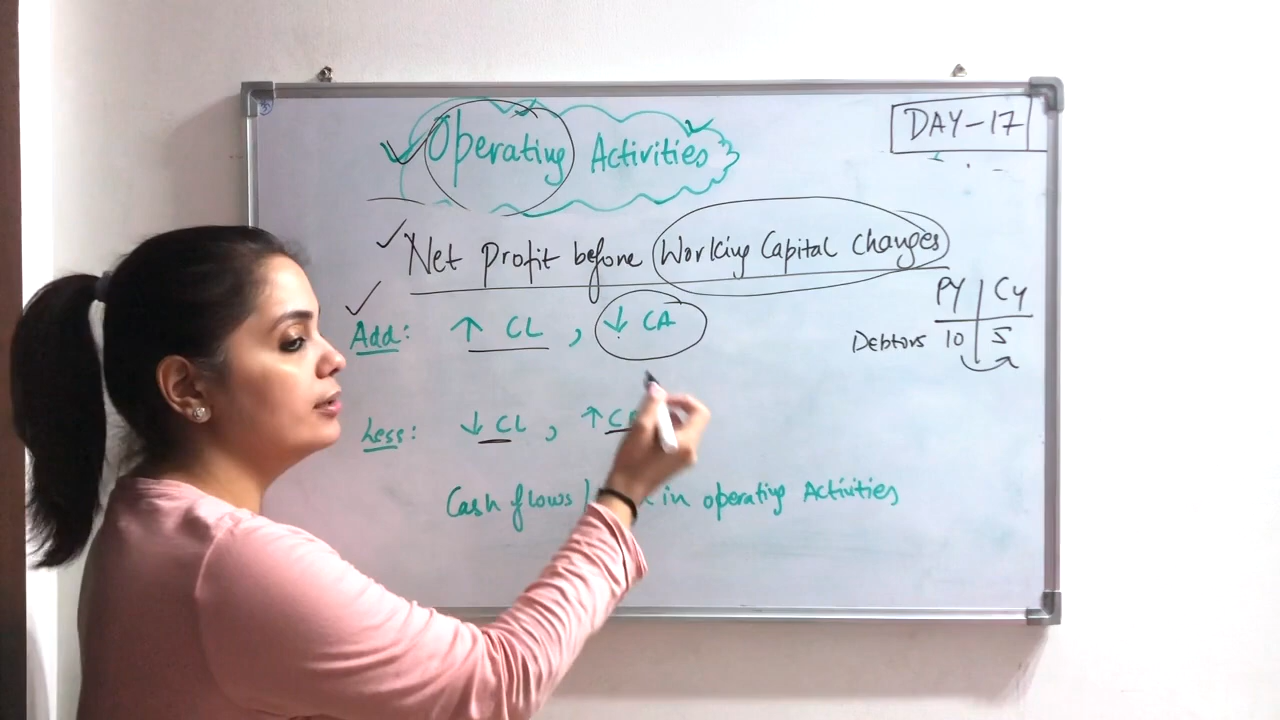 DAY-17
Operating Activities
Net Profit before Working Capital Changes
PY | CY
Debtors 10 | 5
Add: ↑ CL, ↓ CA
Less: ↓ CL, ↑
Cash flows in operating Activities